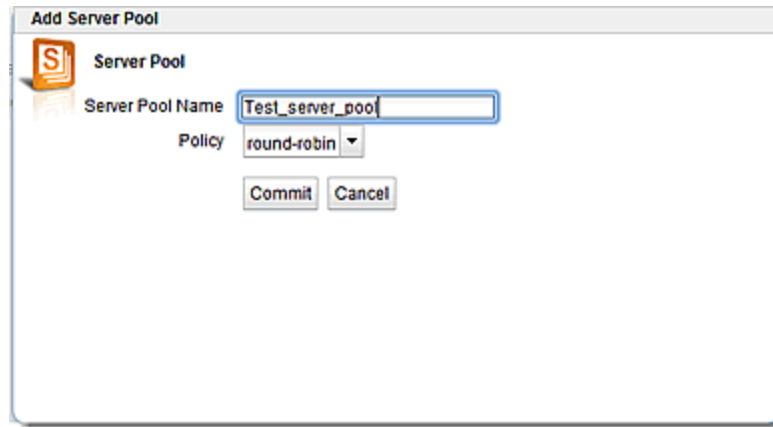 Add Server Pool
S
Server Pool
Server Pool Name Test_server_pool
Policy round-robin
Commit Cancel